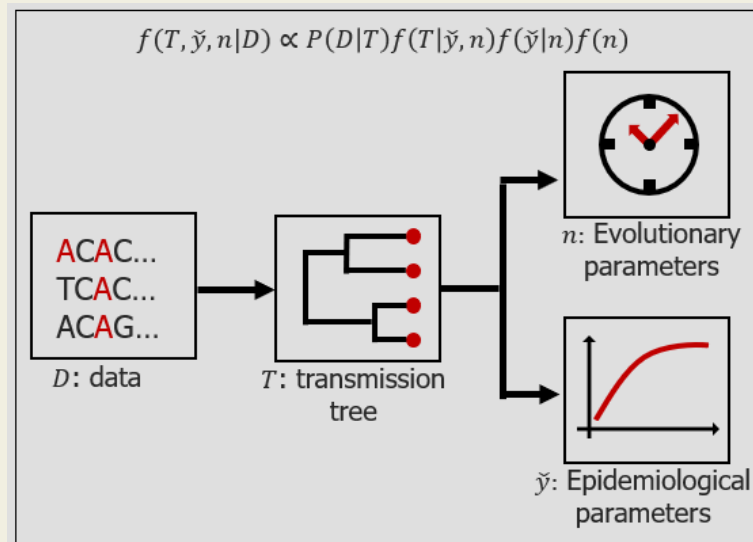 f(T, y̌, n|D) ∝ P(D|T)f(T|y̌, n)f(y̌|n)f(n)
ACAC...
TCAC...
ACAG...
D: data
T: transmission
tree
n: Evolutionary
parameters
y̌: Epidemiological
parameters